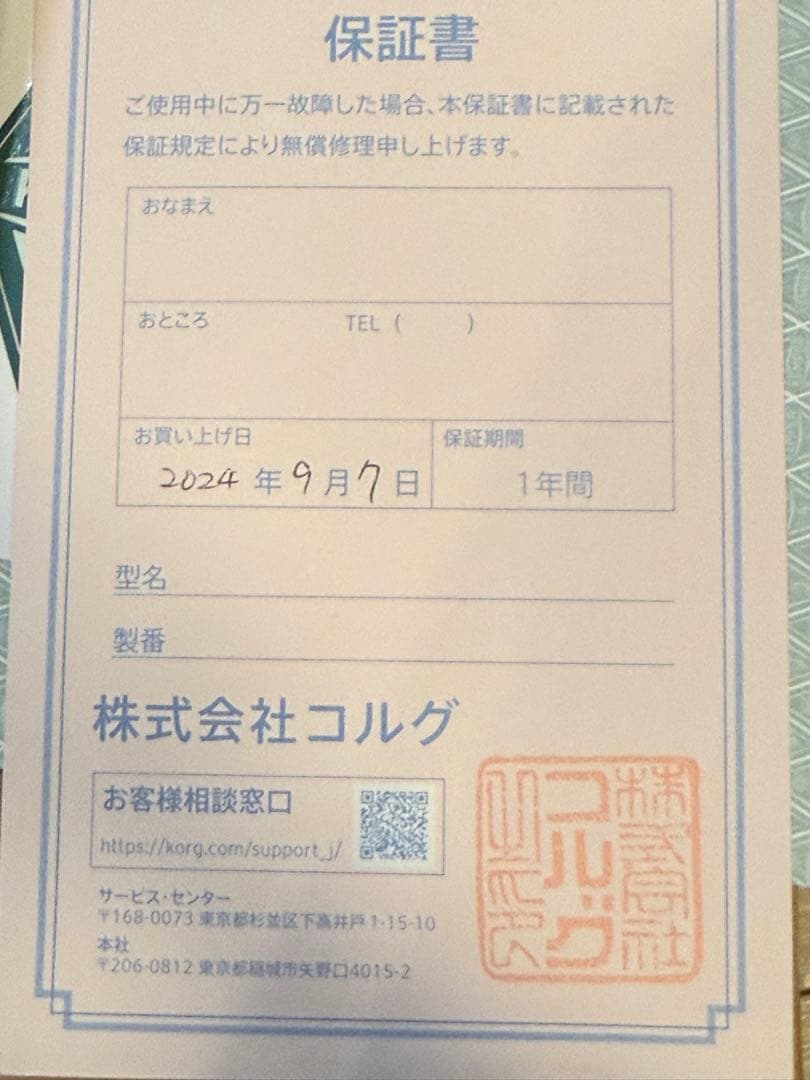 保証書
ご使用中に万一故障した場合、本保証書に記載された
保証規定により無償修理申し上げます。
おなまえ
おところ TEL ( )
お買い上げ日 保証期間
2024 年 9 月 7 日 1年間
型名
製番
株式会社コルグ
お客様相談窓口
https://korg.com/support_j/
サービス・センター
〒168-0073 東京都杉並区下高井戸 1-15-10
本社
〒206-0812 東京都稲城市矢野口4015-2
株式会社
コルグ